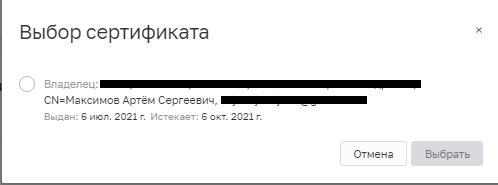 Выбор сертификата
×
Владелец:
CN=Максимов Артём Сергеевич,
Выдан: 6 июл. 2021 г. Истекает: 6 окт. 2021 г.
Отмена
Выбрать